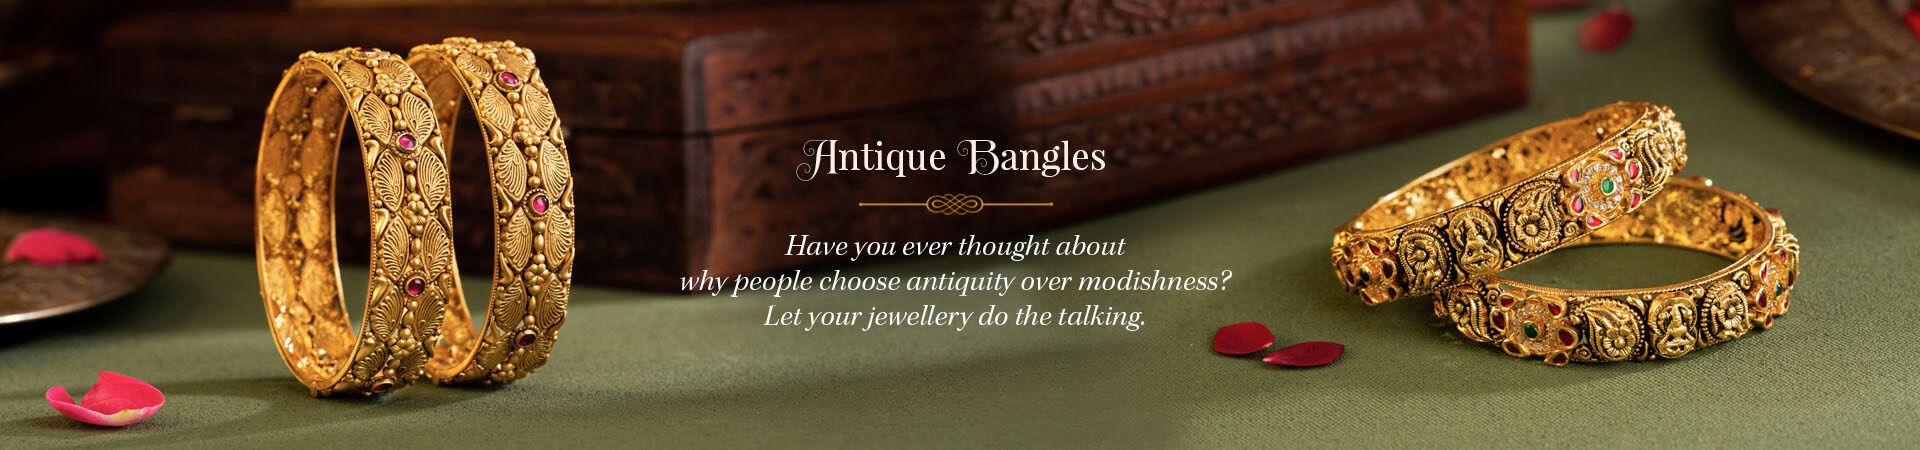 Antique Bangles
Have you ever thought about
why people choose antiquity over modishness?
Let your jewellery do the talking.